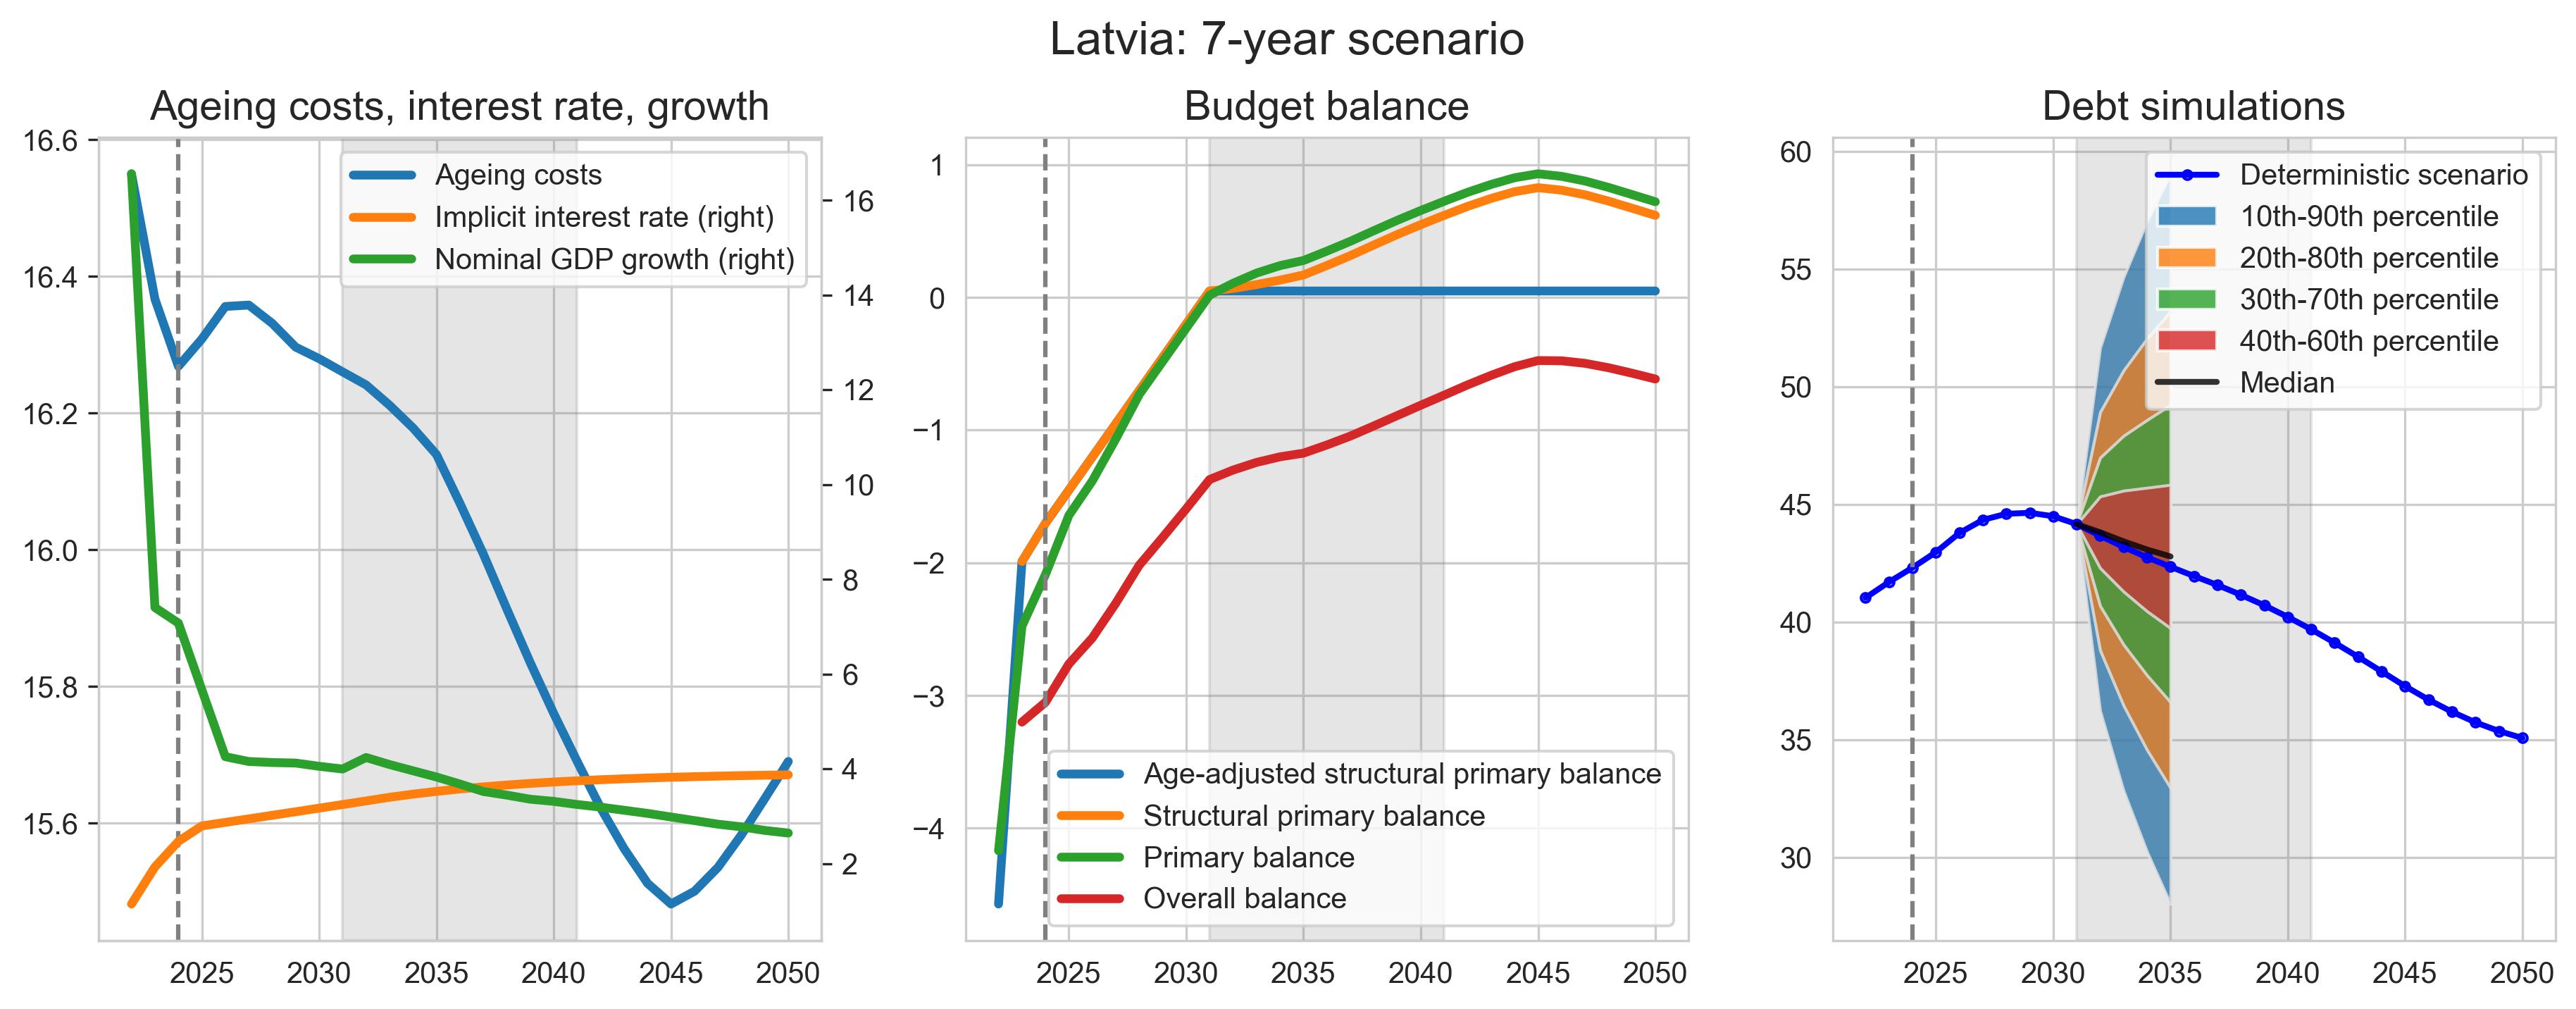 Latvia: 7-year scenario
Ageing costs, interest rate, growth
16.6
16.4
16.2
16.0
15.8
15.6
16
14
12
10
8
6
4
2
Ageing costs
Implicit interest rate (right)
Nominal GDP growth (right)
2025 2030 2035 2040 2045 2050
Budget balance
1
0
−1
−2
−3
−4
Age-adjusted structural primary balance
Structural primary balance
Primary balance
Overall balance
2025 2030 2035 2040 2045 2050
Debt simulations
60
55
50
45
40
35
30
Deterministic scenario
10th-90th percentile
20th-80th percentile
30th-70th percentile
40th-60th percentile
Median
2025 2030 2035 2040 2045 2050